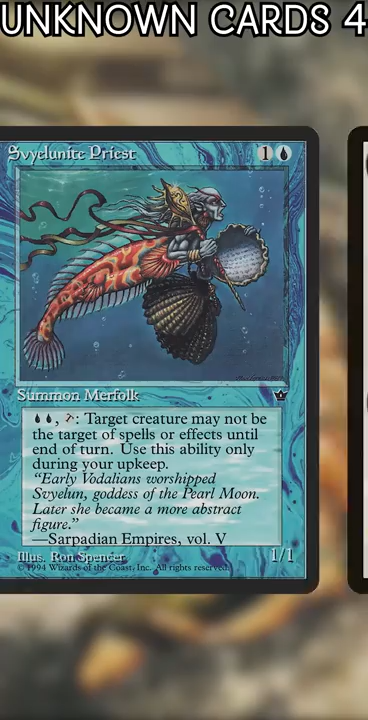 UNKNOWN CARDS 4
Svyelunite Priest
1
Summon Merfolk
, : Target creature may not be
the target of spells or effects until
end of turn. Use this ability only
during your upkeep.
“Early Vodalians worshipped
Svyelun, goddess of the Pearl Moon.
Later she became a more abstract
figure.”
—Sarpadian Empires, vol. V
Illus. Ron Spencer
1/1
© 1994 Wizards of the Coast, Inc. All rights reserved.